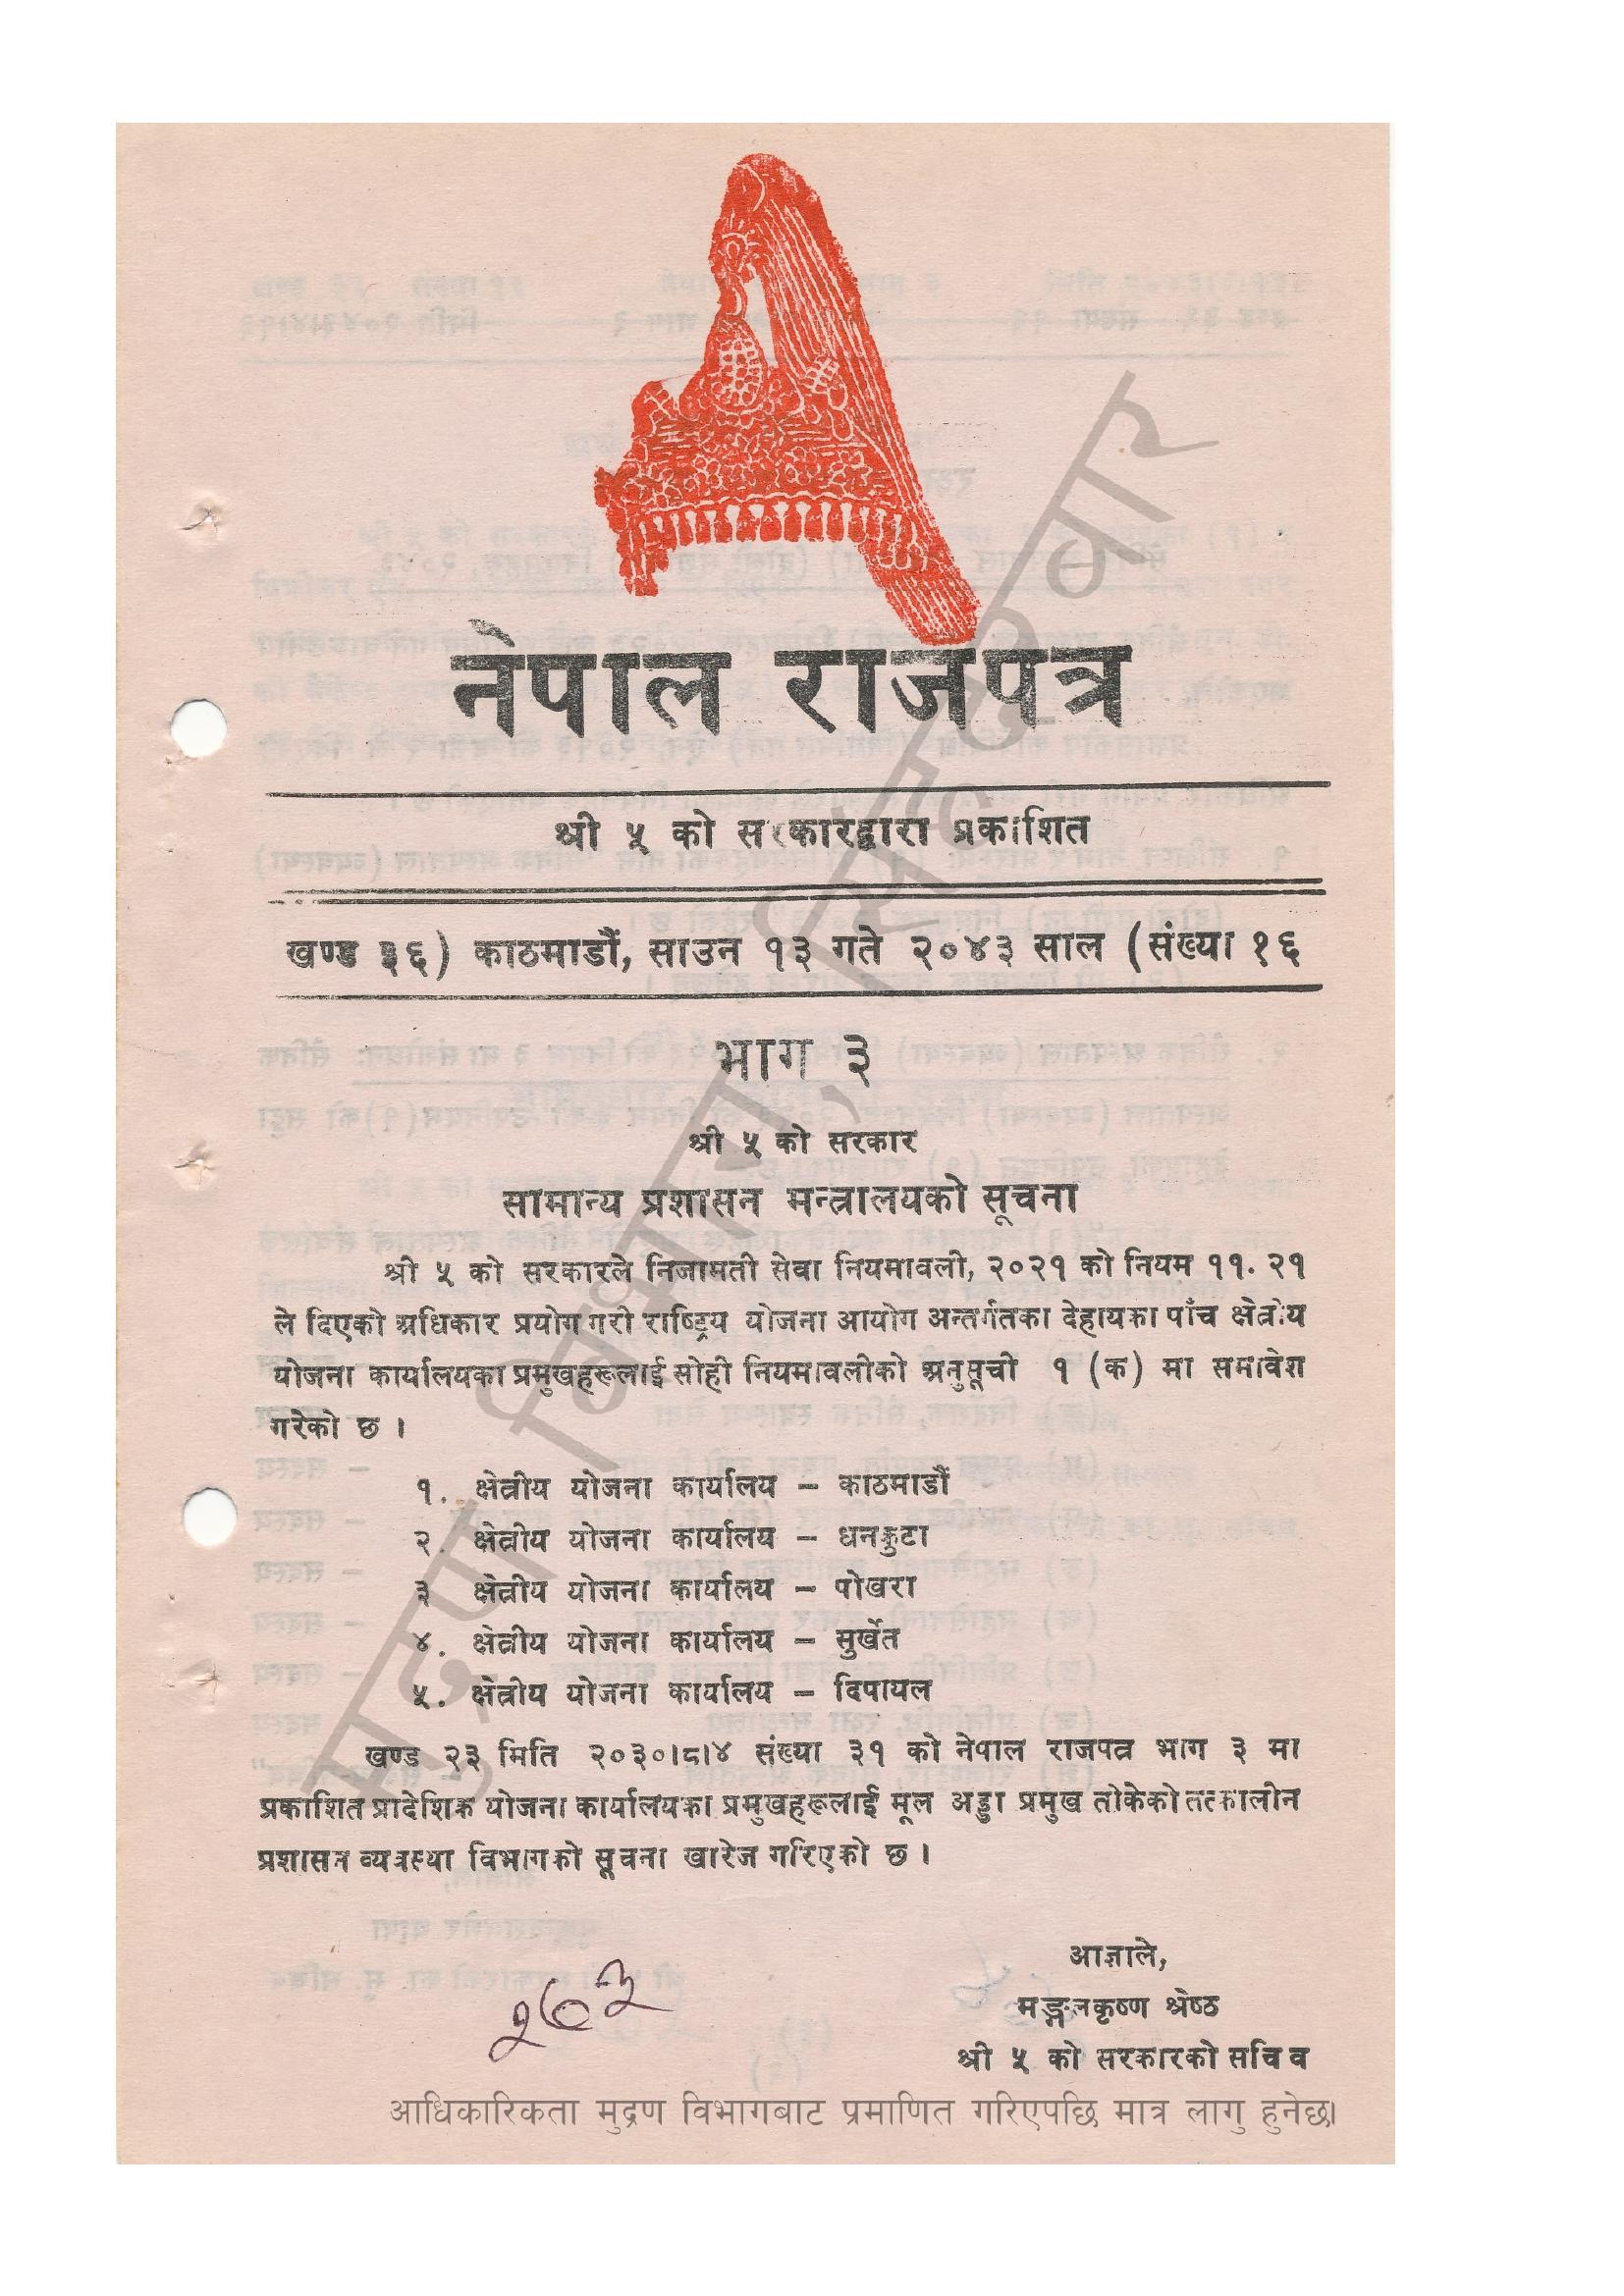 नेपाल राजपत्र
श्री ५ को सरकारद्वारा प्रकाशित
खण्ड ३६) काठमाडौं, साउन १३ गते २०४३ साल (संख्या १६
भाग ३
श्री ५ को सरकार
सामान्य प्रशासन मन्त्रालयको सूचना
श्री ५ को सरकारले निजामती सेवा नियमावली, २०२१ को नियम ११. २१
ले दिएको अधिकार प्रयोग गरी राष्ट्रिय योजना आयोग अन्तर्गतका देहायका पाँच क्षेत्रीय
योजना कार्यालयका प्रमुखहरूलाई सोही नियमावलीको अनुसूची १ (क) मा समावेश
गरेको छ ।
१. क्षेत्रीय योजना कार्यालय – काठमाडौं
२. क्षेत्रीय योजना कार्यालय – धनकुटा
३ क्षेत्रीय योजना कार्यालय – पोखरा
४. क्षेत्रीय योजना कार्यालय – सुर्खेत
५. क्षेत्रीय योजना कार्यालय – दिपायल
खण्ड २३ मिति २०३०।८।४ संख्या ३१ को नेपाल राजपत्र भाग ३ मा
प्रकाशित प्रादेशिक योजना कार्यालयका प्रमुखहरूलाई मूल अड्डा प्रमुख तोकेको तत्कालीन
प्रशासन व्यवस्था विभागको सूचना खारेज गरिएको छ ।
आज्ञाले,
मङ्गलकृष्ण श्रेष्ठ
श्री ५ को सरकारको सचिव
आधिकारिकता मुद्रण विभागबाट प्रमाणित गरिएपछि मात्र लागु हुनेछ।
मुद्रण विभाग, सिंहदरवार